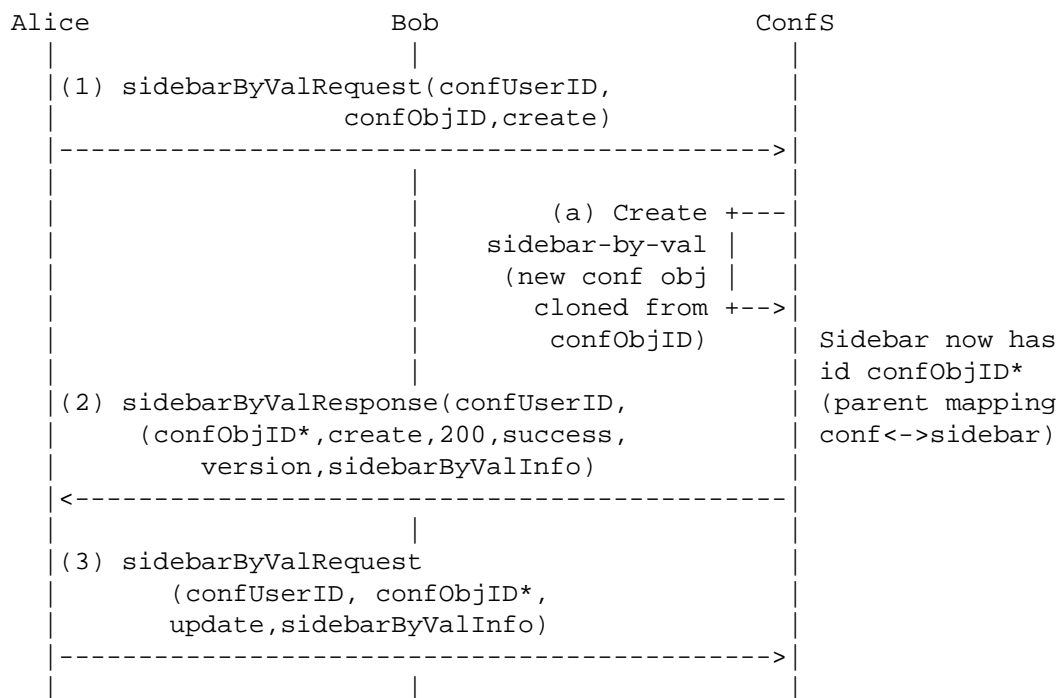 Alice Bob ConfS
(1) sidebarByValRequest(confUserID,
confObjID,create)
(a) Create
sidebar-by-val
(new conf obj
cloned from
confObjID) Sidebar now has
id confObjID*
(2) sidebarByValResponse(confUserID, (parent mapping
(confObjID*,create,200,success, conf<->sidebar)
version,sidebarByValInfo)
(3) sidebarByValRequest
(confUserID, confObjID*,
update,sidebarByValInfo)